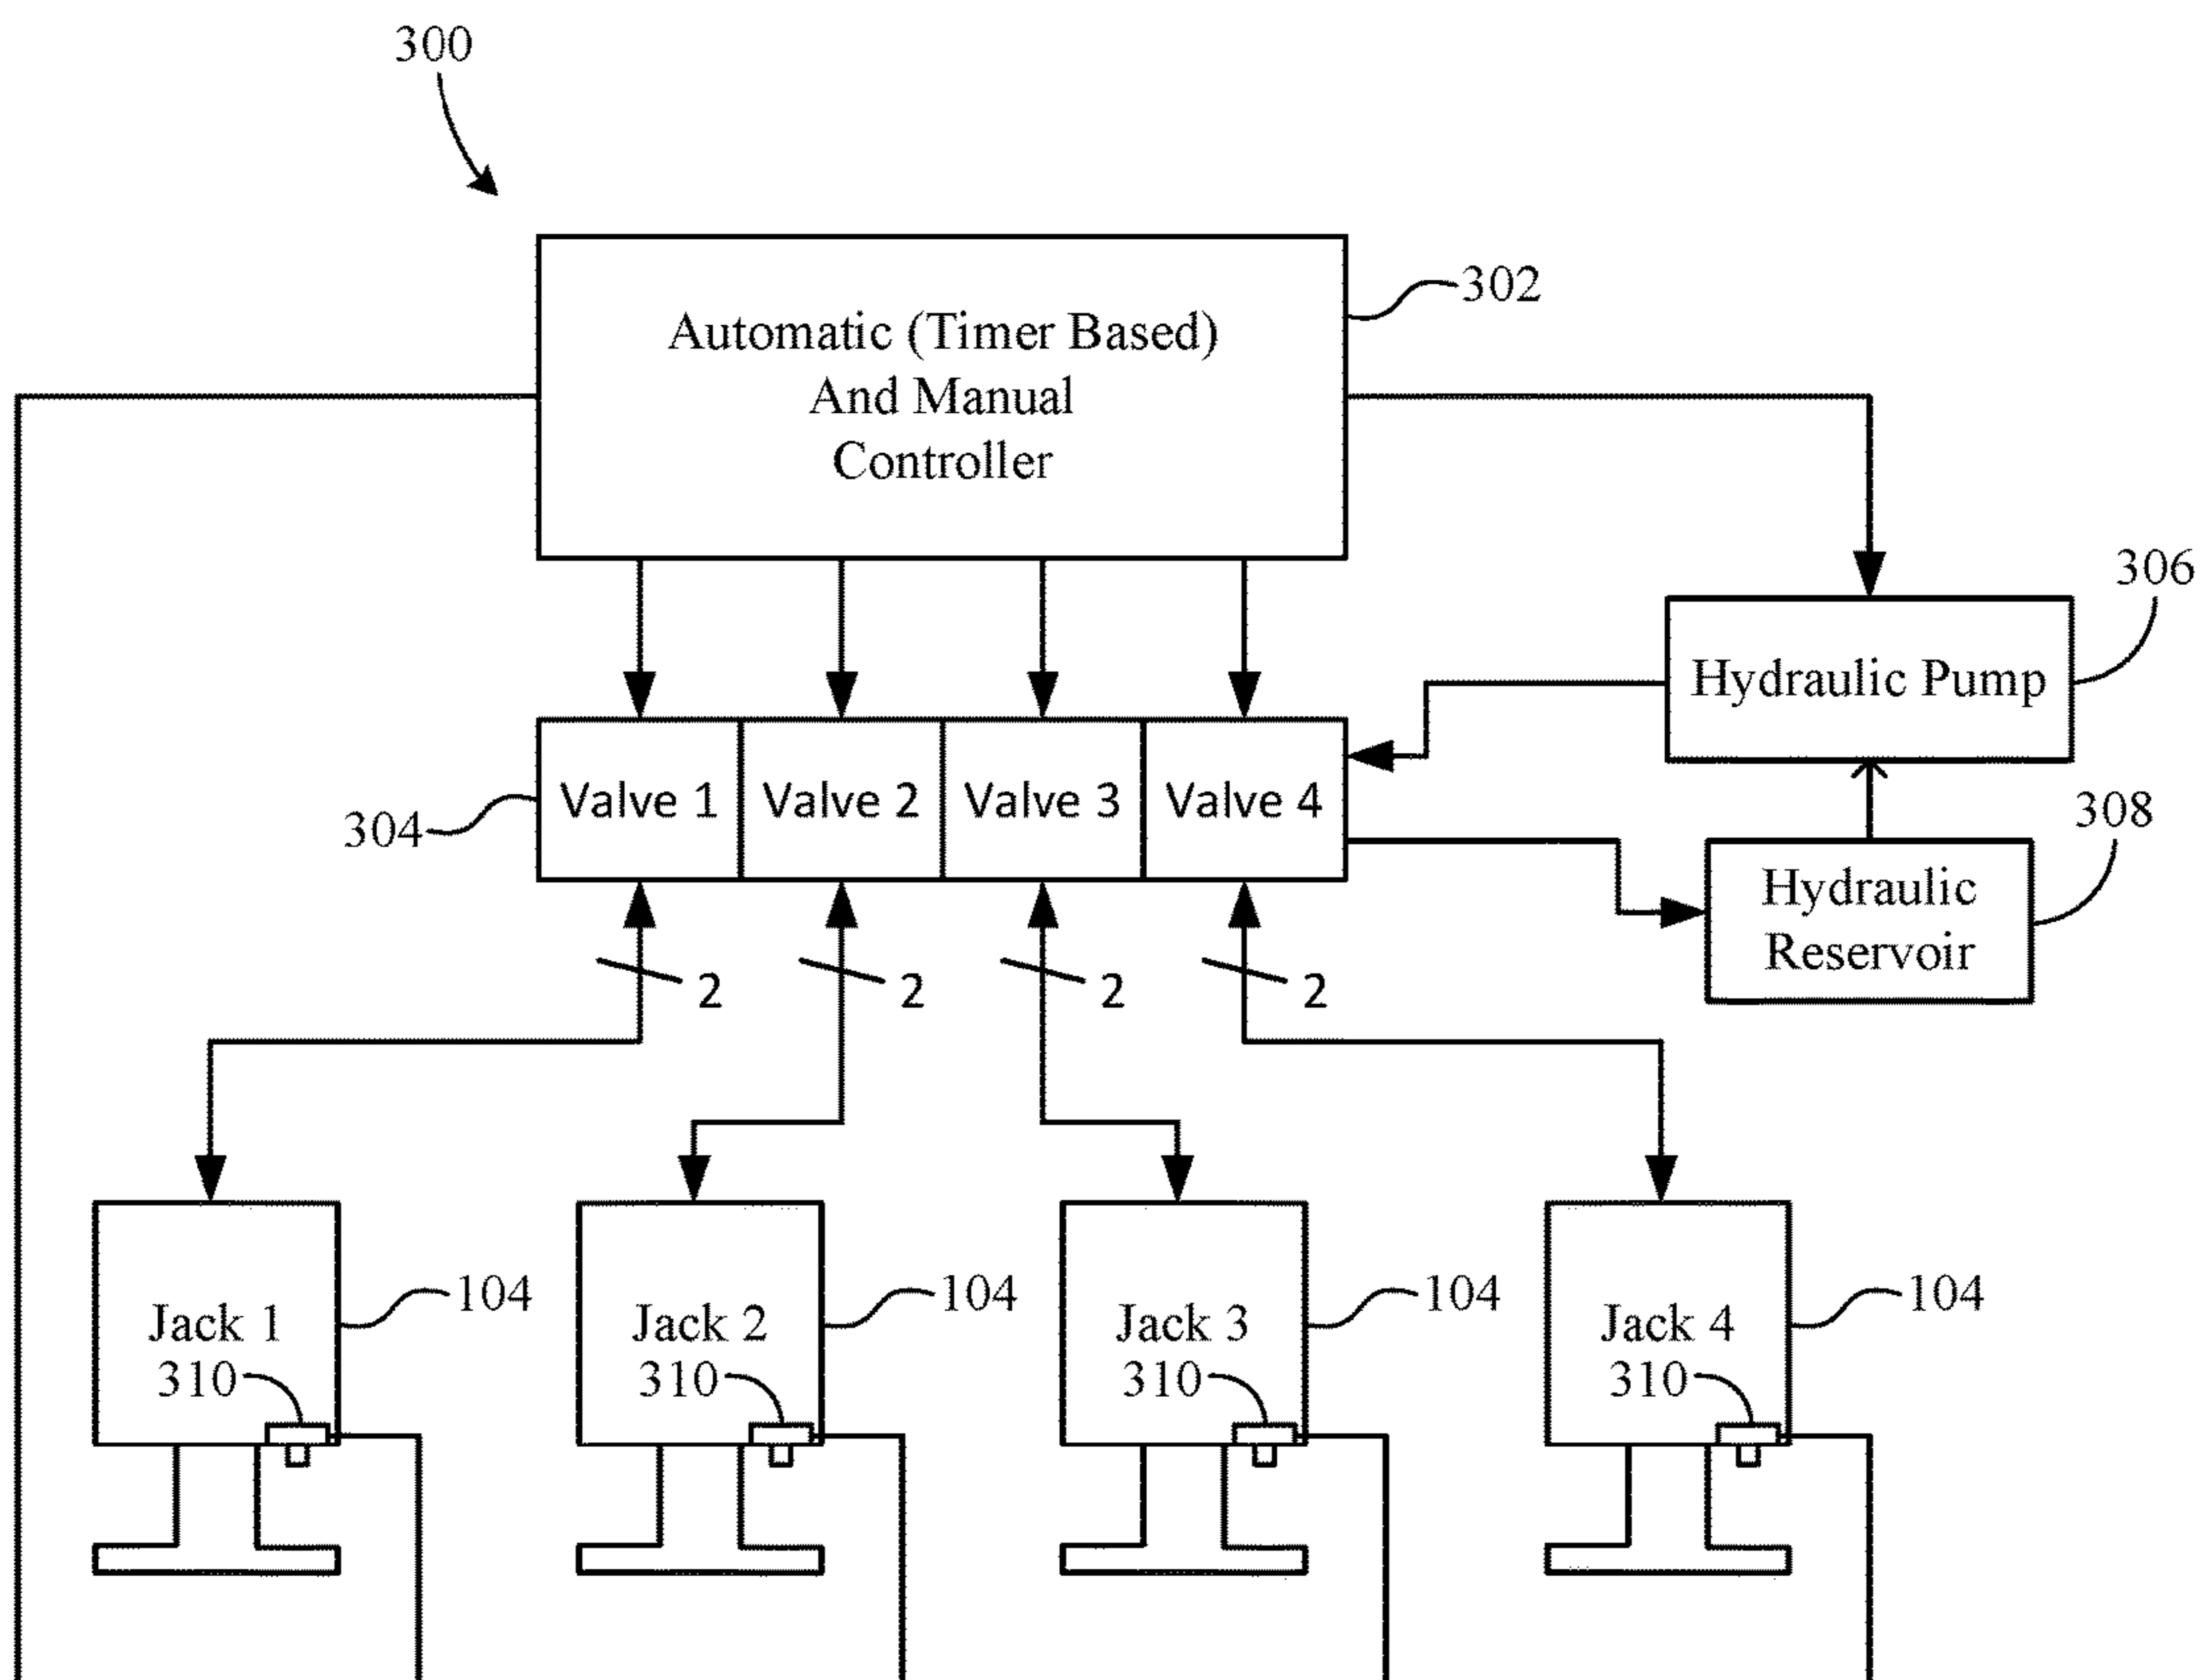 300
302
Automatic (Timer Based)
And Manual
Controller
306
Hydraulic Pump
304
Valve 1 Valve 2 Valve 3 Valve 4
308
Hydraulic
Reservoir
2 2 2 2
104 104 104 104
Jack 1 Jack 2 Jack 3 Jack 4
310 310 310 310